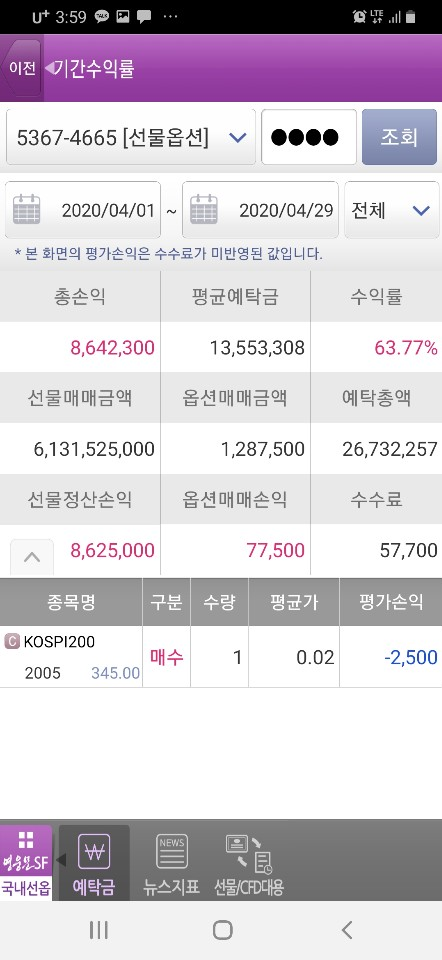 U+ 3:59 TALK ... LTE
이전 기간수익률
5367-4665 [선물옵션] ●●●● 조회
2020/04/01 ~ 2020/04/29 전체
* 본 화면의 평가손익은 수수료가 미반영된 값입니다.
총손익 평균예탁금 수익률
8,642,300 13,553,308 63.77%
선물매매금액 옵션매매금액 예탁총액
6,131,525,000 1,287,500 26,732,257
선물정산손익 옵션매매손익 수수료
8,625,000 77,500 57,700
종목명 구분 수량 평균가 평가손익
C KOSPI200
매수 1 0.02 -2,500
2005 345.00
NEWS
영웅문SF
국내선옵 예탁금 뉴스지표 선물/CFD대용